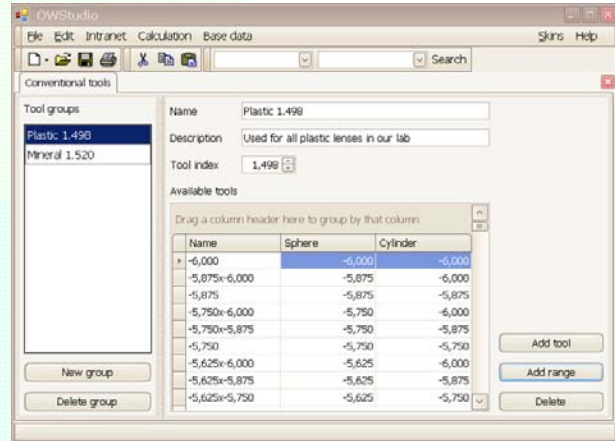 OWStudio
File Edit Intranet Calculation Base data Skins Help
Search
Conventional tools
Tool groups
Plastic 1.498
Mineral 1.520
New group
Delete group
Name Plastic 1.498
Description Used for all plastic lenses in our lab
Tool index 1,498
Available tools
Drag a column header here to group by that column
Name Sphere Cylinder
-6,000 -6,000 -6,000
-5,875x-6,000 -5,875 -6,000
-5,875 -5,875 -5,875
-5,750x-6,000 -5,750 -6,000
-5,750x-5,875 -5,750 -5,875
-5,750 -5,750 -5,750
-5,625x-6,000 -5,625 -6,000
-5,625x-5,875 -5,625 -5,875
-5,625x-5,750 -5,625 -5,750
Add tool
Add range
Delete